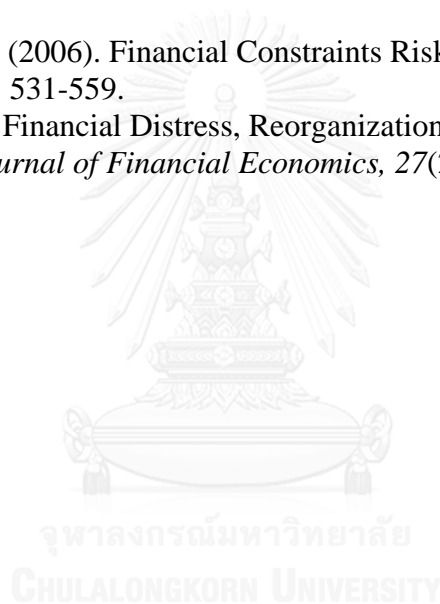 (2006). Financial Constraints Risk
531-559.
Financial Distress, Reorganization
urnal of Financial Economics, 27(
จุฬาลงกรณ์มหาวิทยาลัย
CHULALONGKORN UNIVERSITY